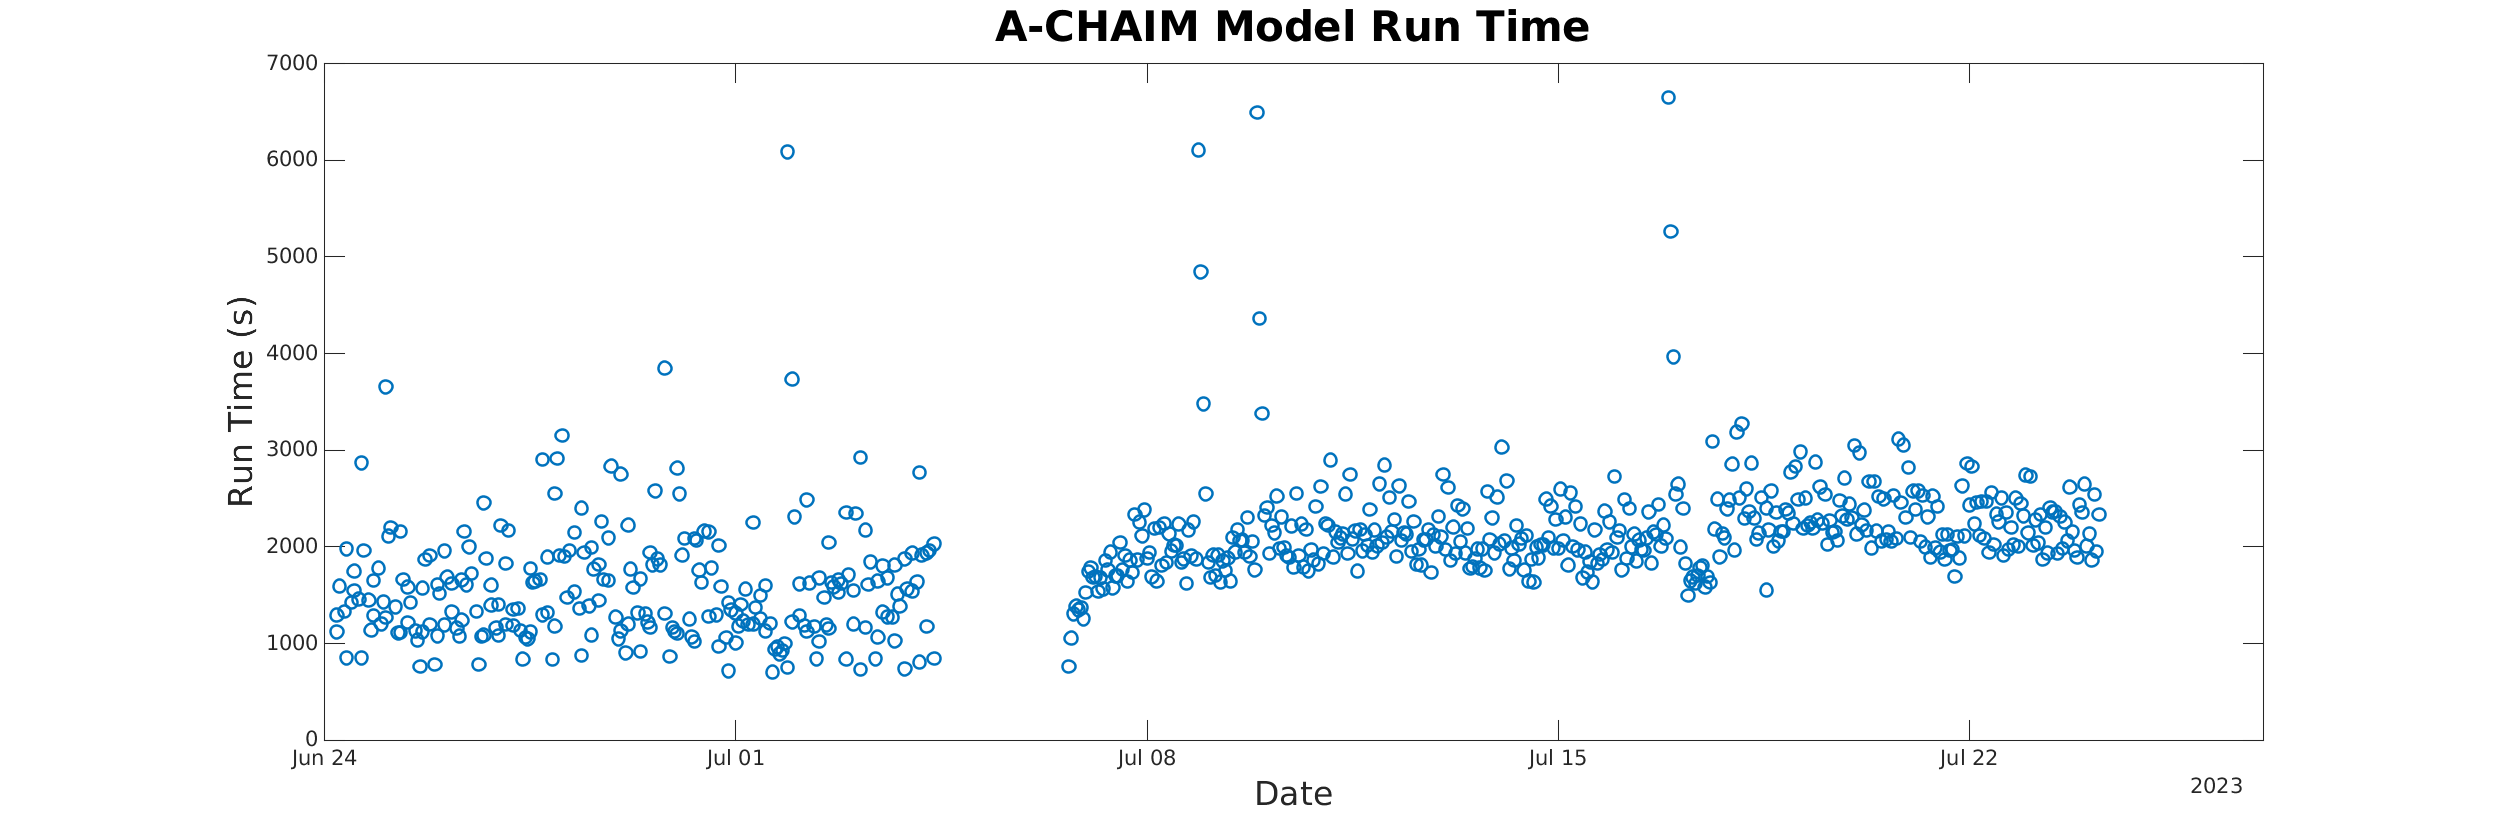 A-CHAIM Model Run Time
Run Time (s)
7000
6000
5000
4000
3000
2000
1000
0
Jun 24
Jul 01
Jul 08
Jul 15
Jul 22
2023
Date